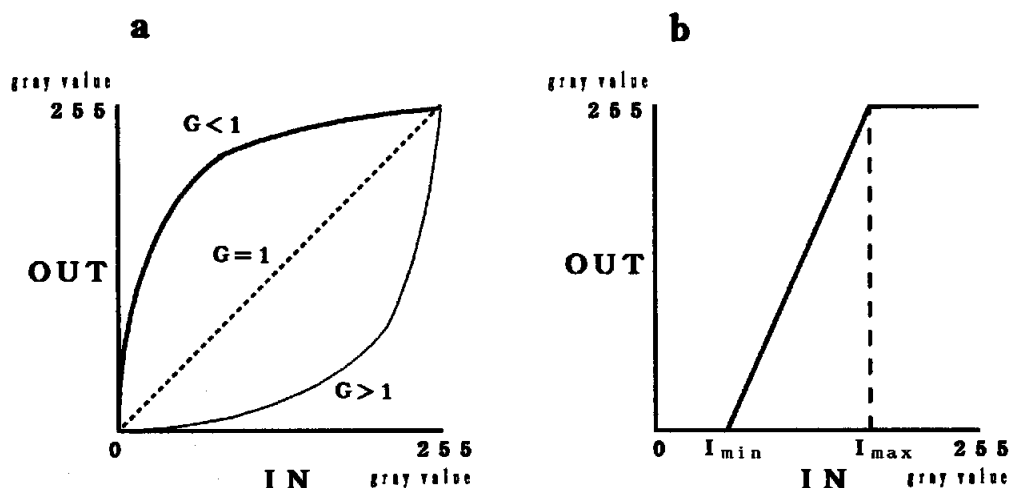 a
gray value
255
G<1
G=1
OUT
G>1
0
255
IN
gray value
b
gray value
255
OUT
0
Imin
Imax
255
IN
gray value